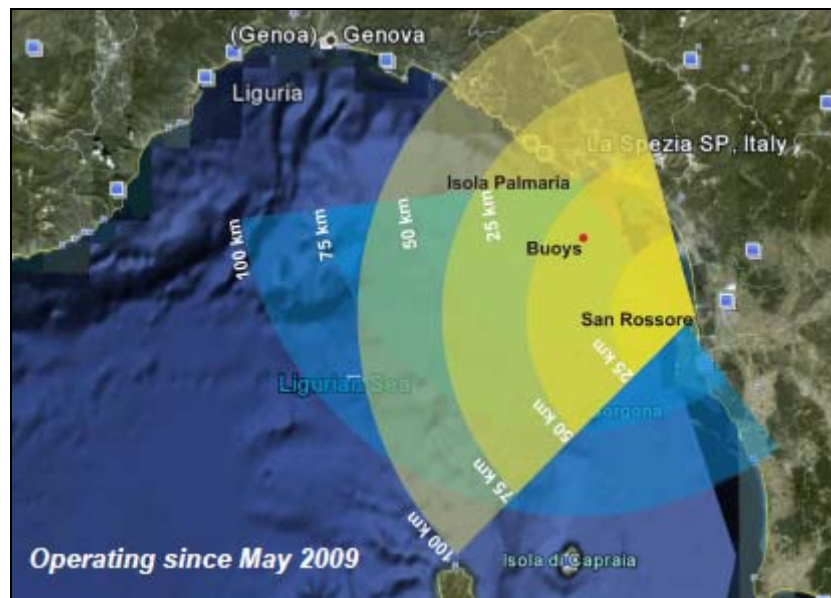 (Genoa) Genova
Liguria
La Spezia SP, Italy
Isola Palmaria
25 km
50 km
75 km
100 km
Buoys
San Rossore
25 km
Ligurian Sea
50 km
75 km
100 km
Operating since May 2009
Isola di Capraia